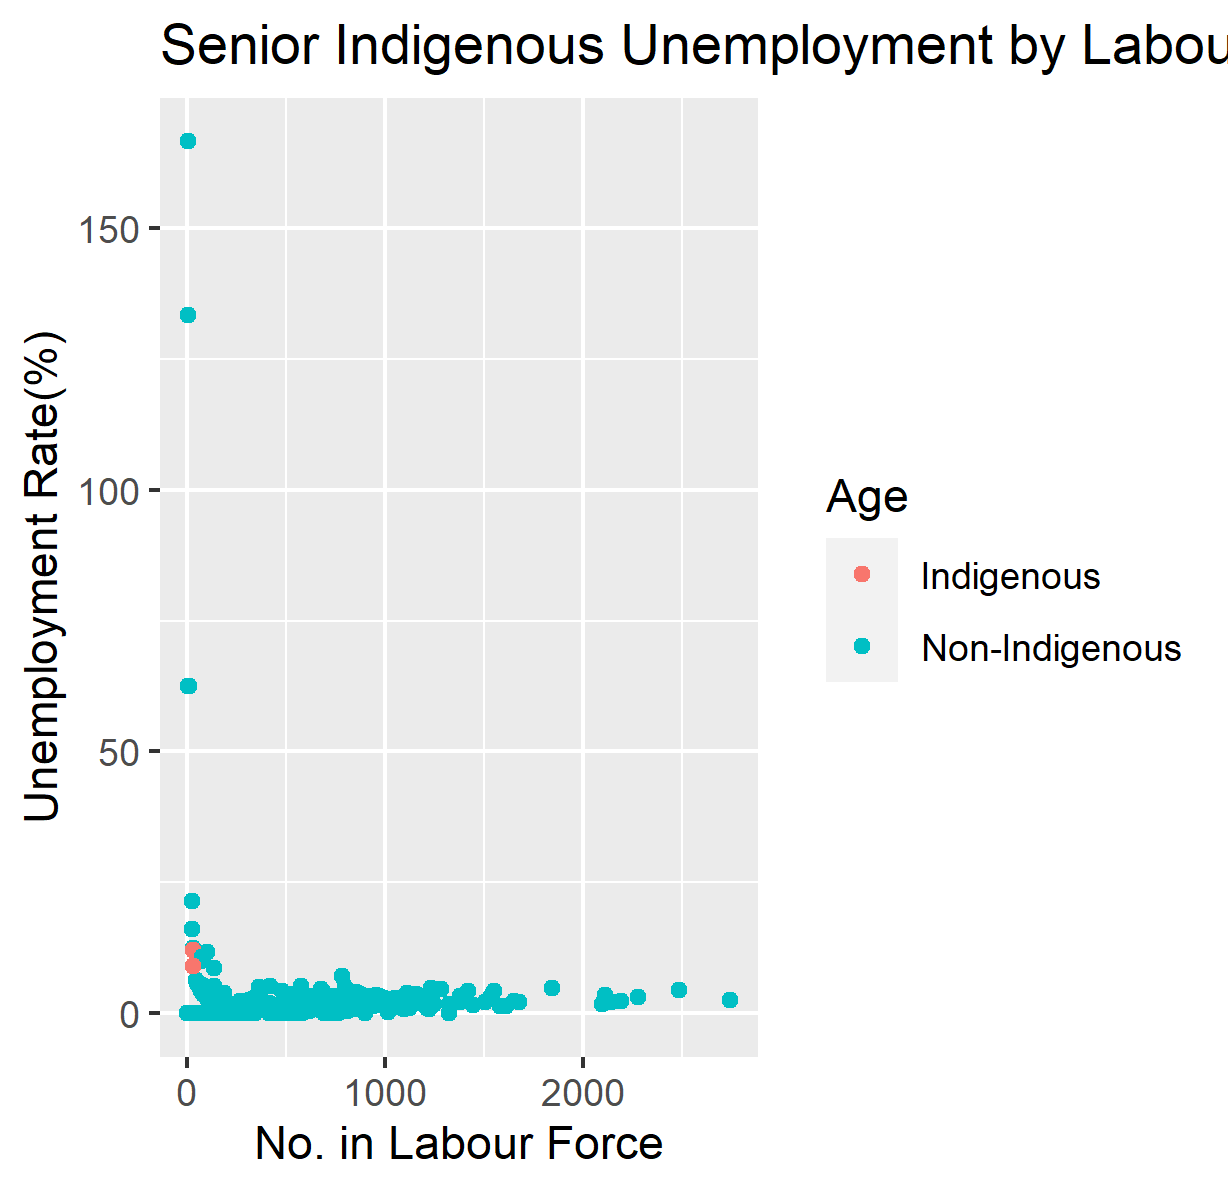 Senior Indigenous Unemployment by Labou
150
100
50
0
Unemployment Rate(%)
0 1000 2000
No. in Labour Force
Age
Indigenous
Non-Indigenous